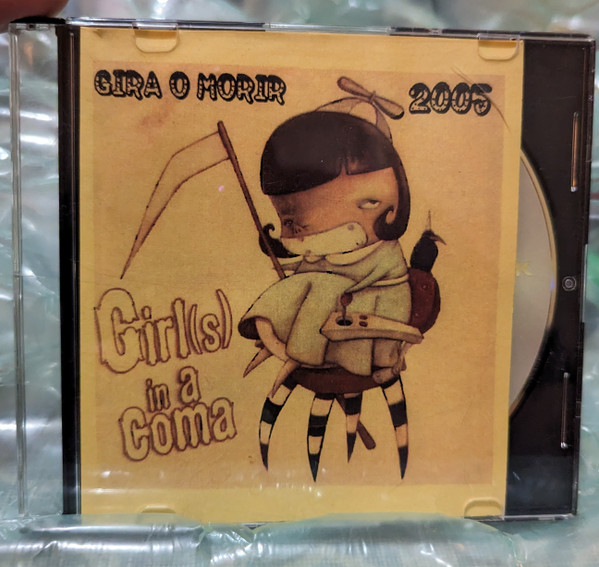 GIRA O MORIR 2005
Girl(s)
in a
coma